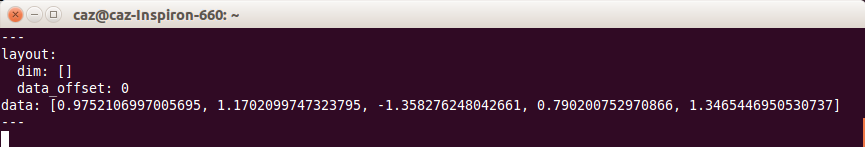 caz@caz-Inspiron-660: ~
---
layout:
  dim: []
  data_offset: 0
data: [0.9752106997005695, 1.1702099747323795, -1.358276248042661, 0.790200752970866, 1.3465446950530737]
---